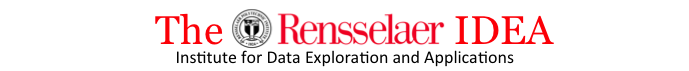 The Rensselaer IDEA
Institute for Data Exploration and Applications